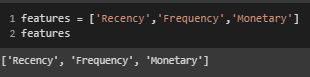 1 features = ['Recency','Frequency','Monetary']
2 features
['Recency', 'Frequency', 'Monetary']